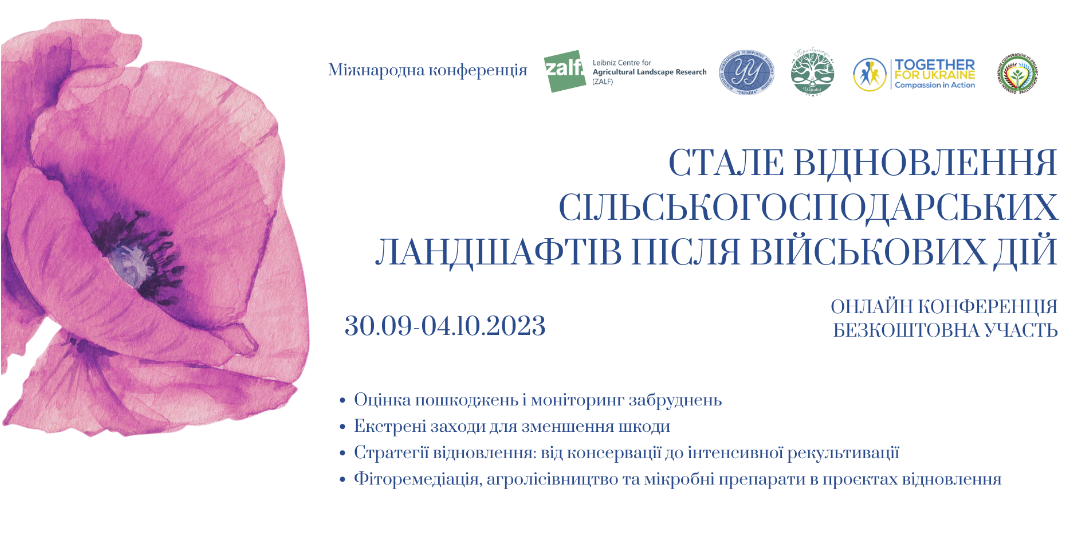 Міжнародна конференція
zalf.
Leibniz Centre for
Agricultural Landscape Research
(ZALF)
TOGETHER
FOR UKRAINE
Compassion in Action
СТАЛЕ ВІДНОВЛЕННЯ
СІЛЬСЬКОГОСПОДАРСЬКИХ
ЛАНДШАФТІВ ПІСЛЯ ВІЙСЬКОВИХ ДІЙ
30.09-04.10.2023
ОНЛАЙН КОНФЕРЕНЦІЯ
БЕЗКОШТОВНА УЧАСТЬ
• Оцінка пошкоджень і моніторинг забруднень
• Екстрені заходи для зменшення шкоди
• Стратегії відновлення: від консервації до інтенсивної рекультивації
• Фіторемедіація, агролісівництво та мікробні препарати в проєктах відновлення